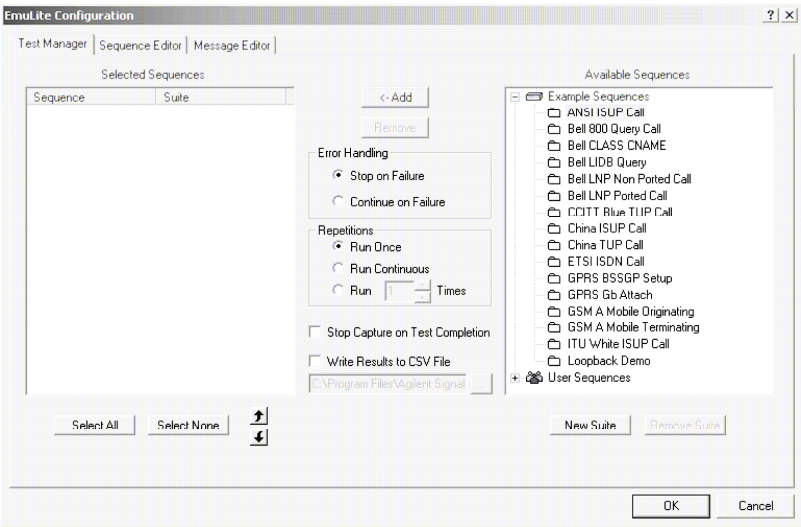 EmuLite Configuration
Test Manager
Sequence Editor
Message Editor
Selected Sequences
Sequence
Suite
<- Add
Remove
Error Handling
Stop on Failure
Continue on Failure
Repetitions
Run Once
Run Continuous
Run 1 Times
Stop Capture on Test Completion
Write Results to CSV File
C:\Program Files\Agilent Signal
...
Available Sequences
Example Sequences
ANSI ISUP Call
Bell 800 Query Call
Bell CLASS CNAME
Bell LIDB Query
Bell LNP Non Ported Call
Bell LNP Ported Call
CCITT Blue TUP Call
China ISUP Call
China TUP Call
ETSI ISDN Call
GPRS BSSGP Setup
GPRS Gb Attach
GSM A Mobile Originating
GSM A Mobile Terminating
ITU White ISUP Call
Loopback Demo
User Sequences
Select All
Select None
New Suite
Remove Suite
OK
Cancel